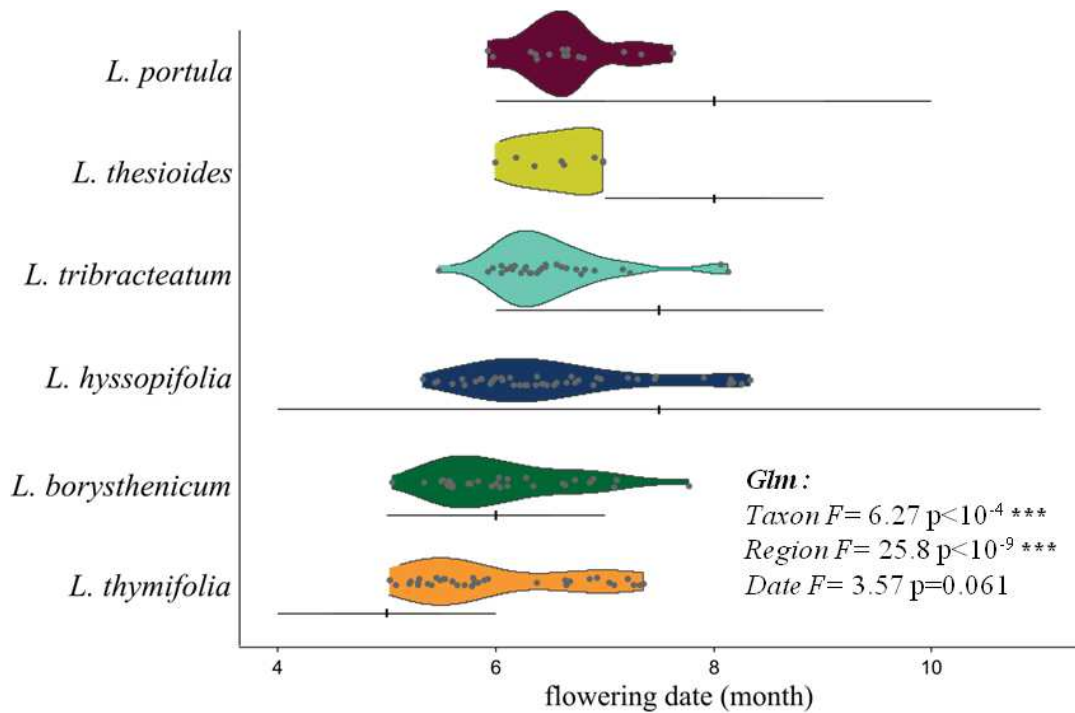 L. portula
L. thesioides
L. tribracteatum
L. hyssopifolia
L. borysthenicum
L. thymifolia
Glm :
Taxon F= 6.27 p<10⁻⁴ ***
Region F= 25.8 p<10⁻⁹ ***
Date F= 3.57 p=0.061
4 6 8 10
flowering date (month)